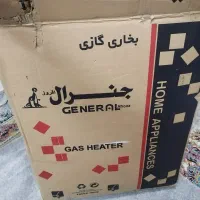 بخاری گازی
جنرال
GENERAL
GAS HEATER
HOME APPLIANCES